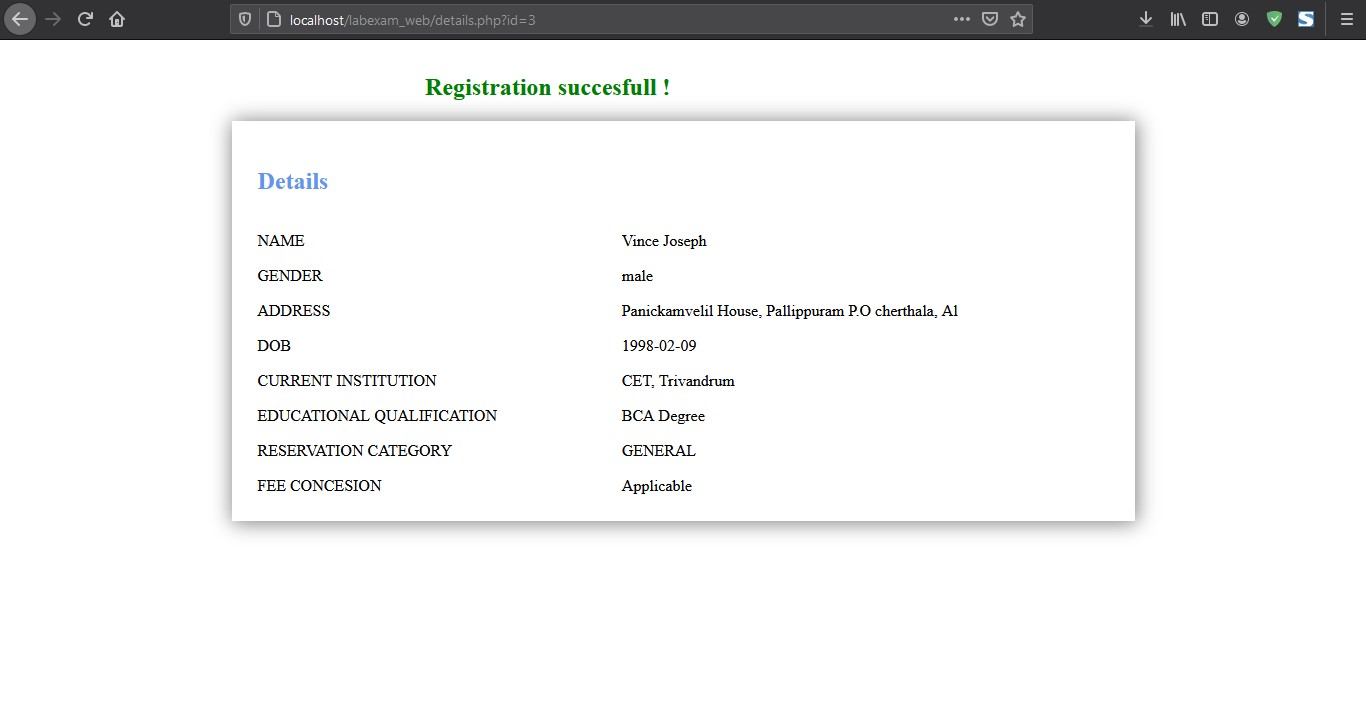 localhost/labexam_web/details.php?id=3
Registration succesfull !
Details
NAME Vince Joseph
GENDER male
ADDRESS Panickamvelil House, Pallippuram P.O cherthala, Al
DOB 1998-02-09
CURRENT INSTITUTION CET, Trivandrum
EDUCATIONAL QUALIFICATION BCA Degree
RESERVATION CATEGORY GENERAL
FEE CONCESION Applicable